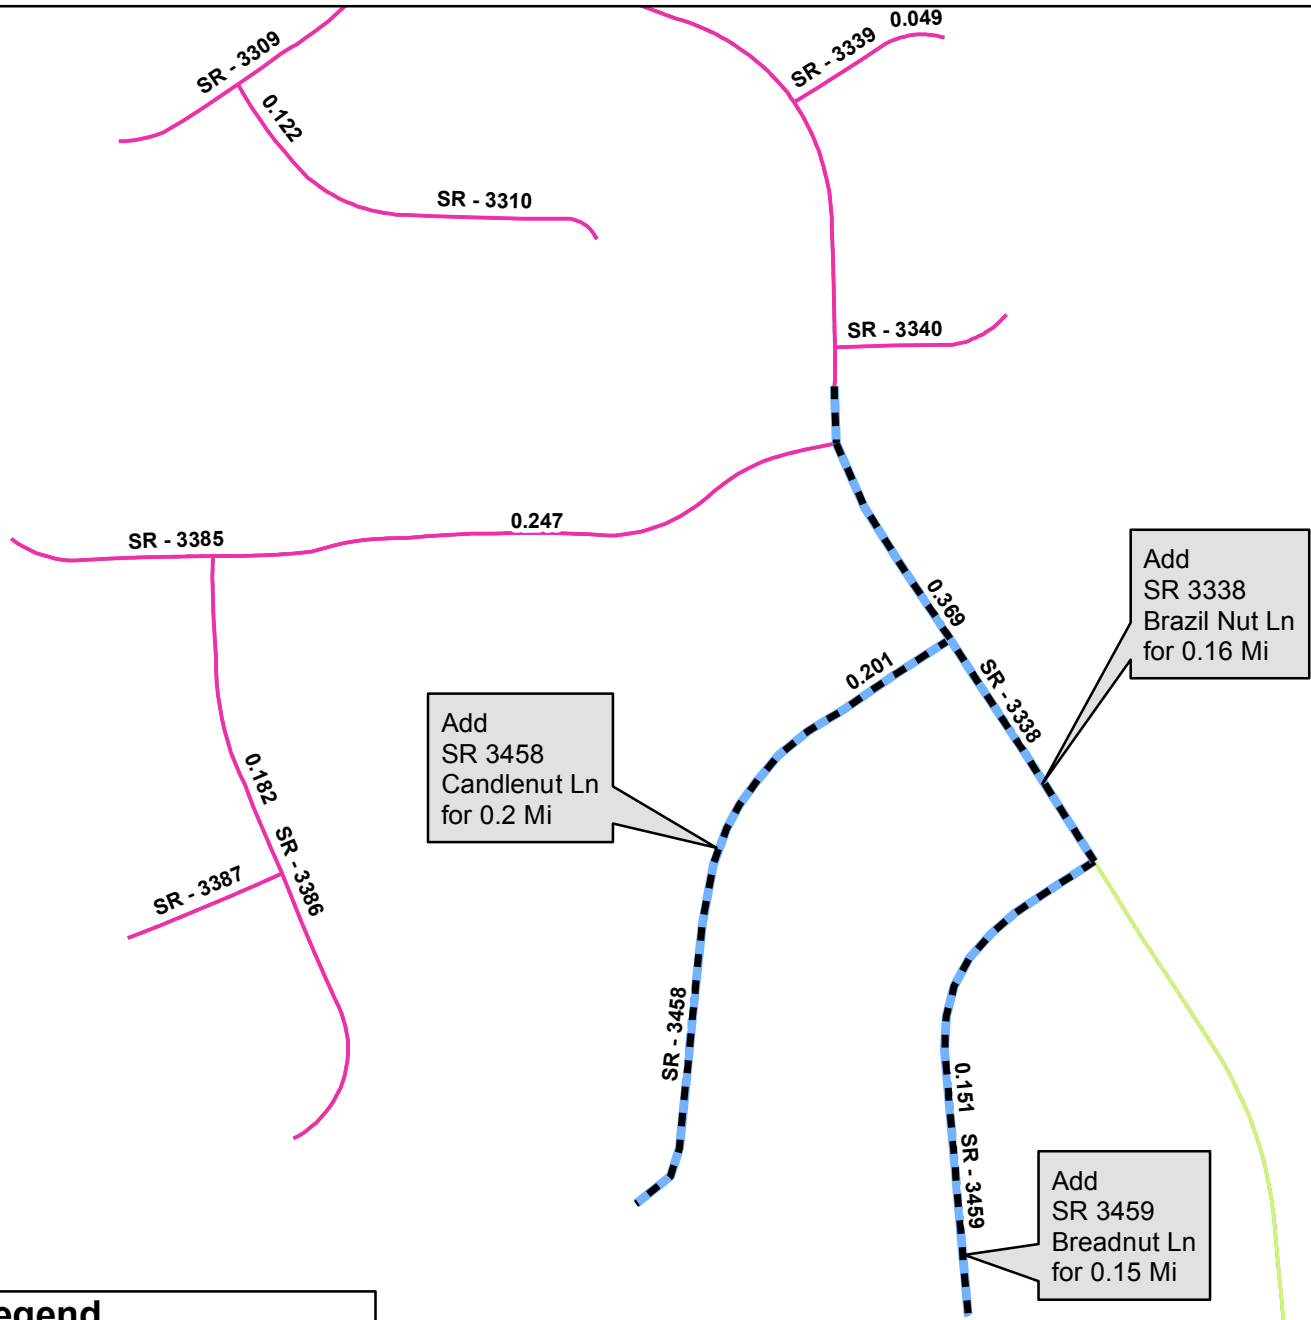 0.049
SR - 3339
SR - 3309
0.122
SR - 3310
SR - 3340
0.247
SR - 3385
0.369
Add
SR 3338
Brazil Nut Ln
for 0.16 Mi
0.201
SR - 3338
Add
SR 3458
Candlenut Ln
for 0.2 Mi
0.182
SR - 3386
SR - 3387
SR - 3458
0.151
SR - 3459
Add
SR 3459
Breadnut Ln
for 0.15 Mi
egend